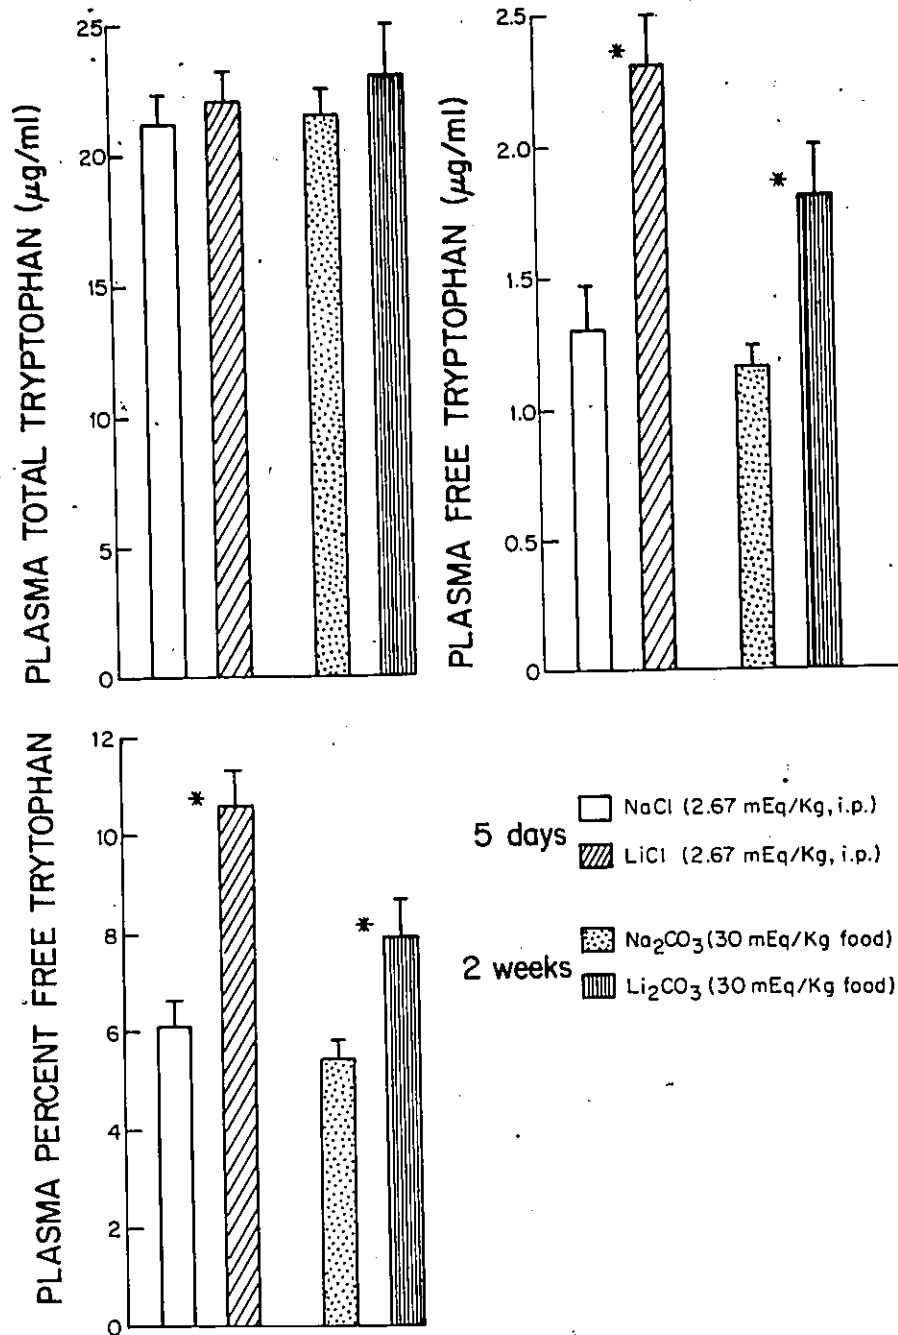 PLASMA TOTAL TRYPTOPHAN (μg/ml)
25
20
15
10
5
0
PLASMA FREE TRYPTOPHAN (μg/ml)
2.5
2.0
1.5
1.0
0.5
0
*
*
PLASMA PERCENT FREE TRYTOPHAN
12
10
8
6
4
2
0
*
*
5 days
NaCl (2.67 mEq/Kg, i.p.)
LiCl (2.67 mEq/Kg, i.p.)
2 weeks
Na₂CO₃ (30 mEq/Kg food)
Li₂CO₃ (30 mEq/Kg food)